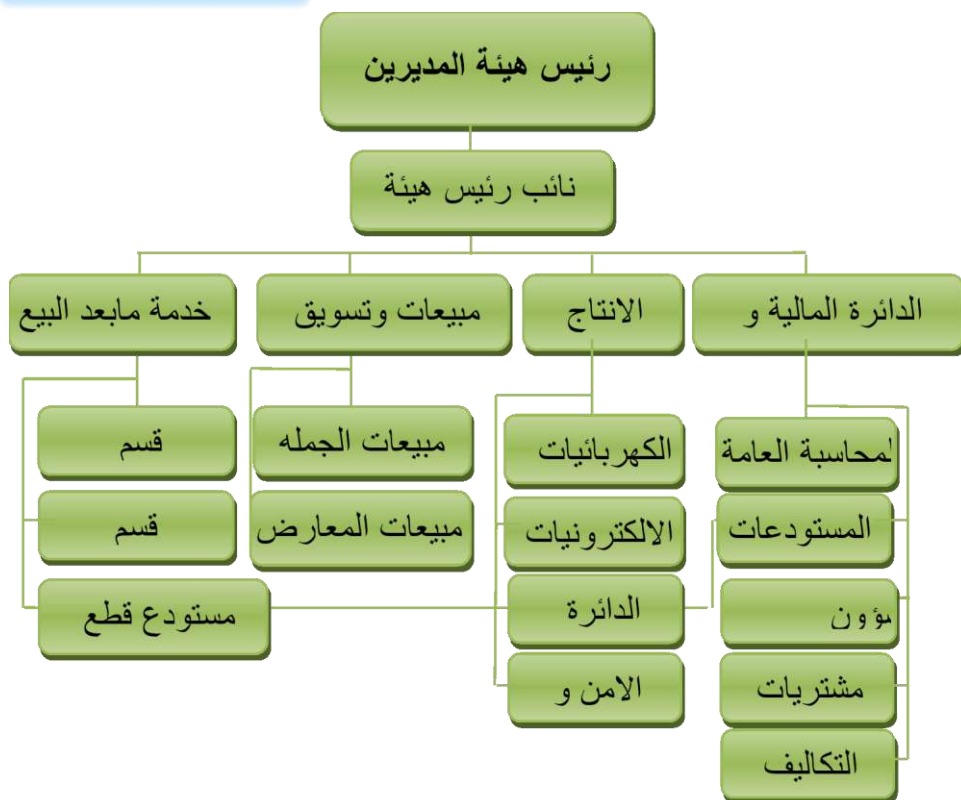 رئيس هيئة المديرين
نائب رئيس هيئة
الدائرة المالية و
الانتاج
مبيعات وتسويق
خدمة مابعد البيع
لمحاسبة العامة
المستودعات
ؤون
مشتريات
التكاليف
الكهربائيات
الالكترونيات
الدائرة
الامن و
مبيعات الجمله
مبيعات المعارض
قسم
قسم
مستودع قطع